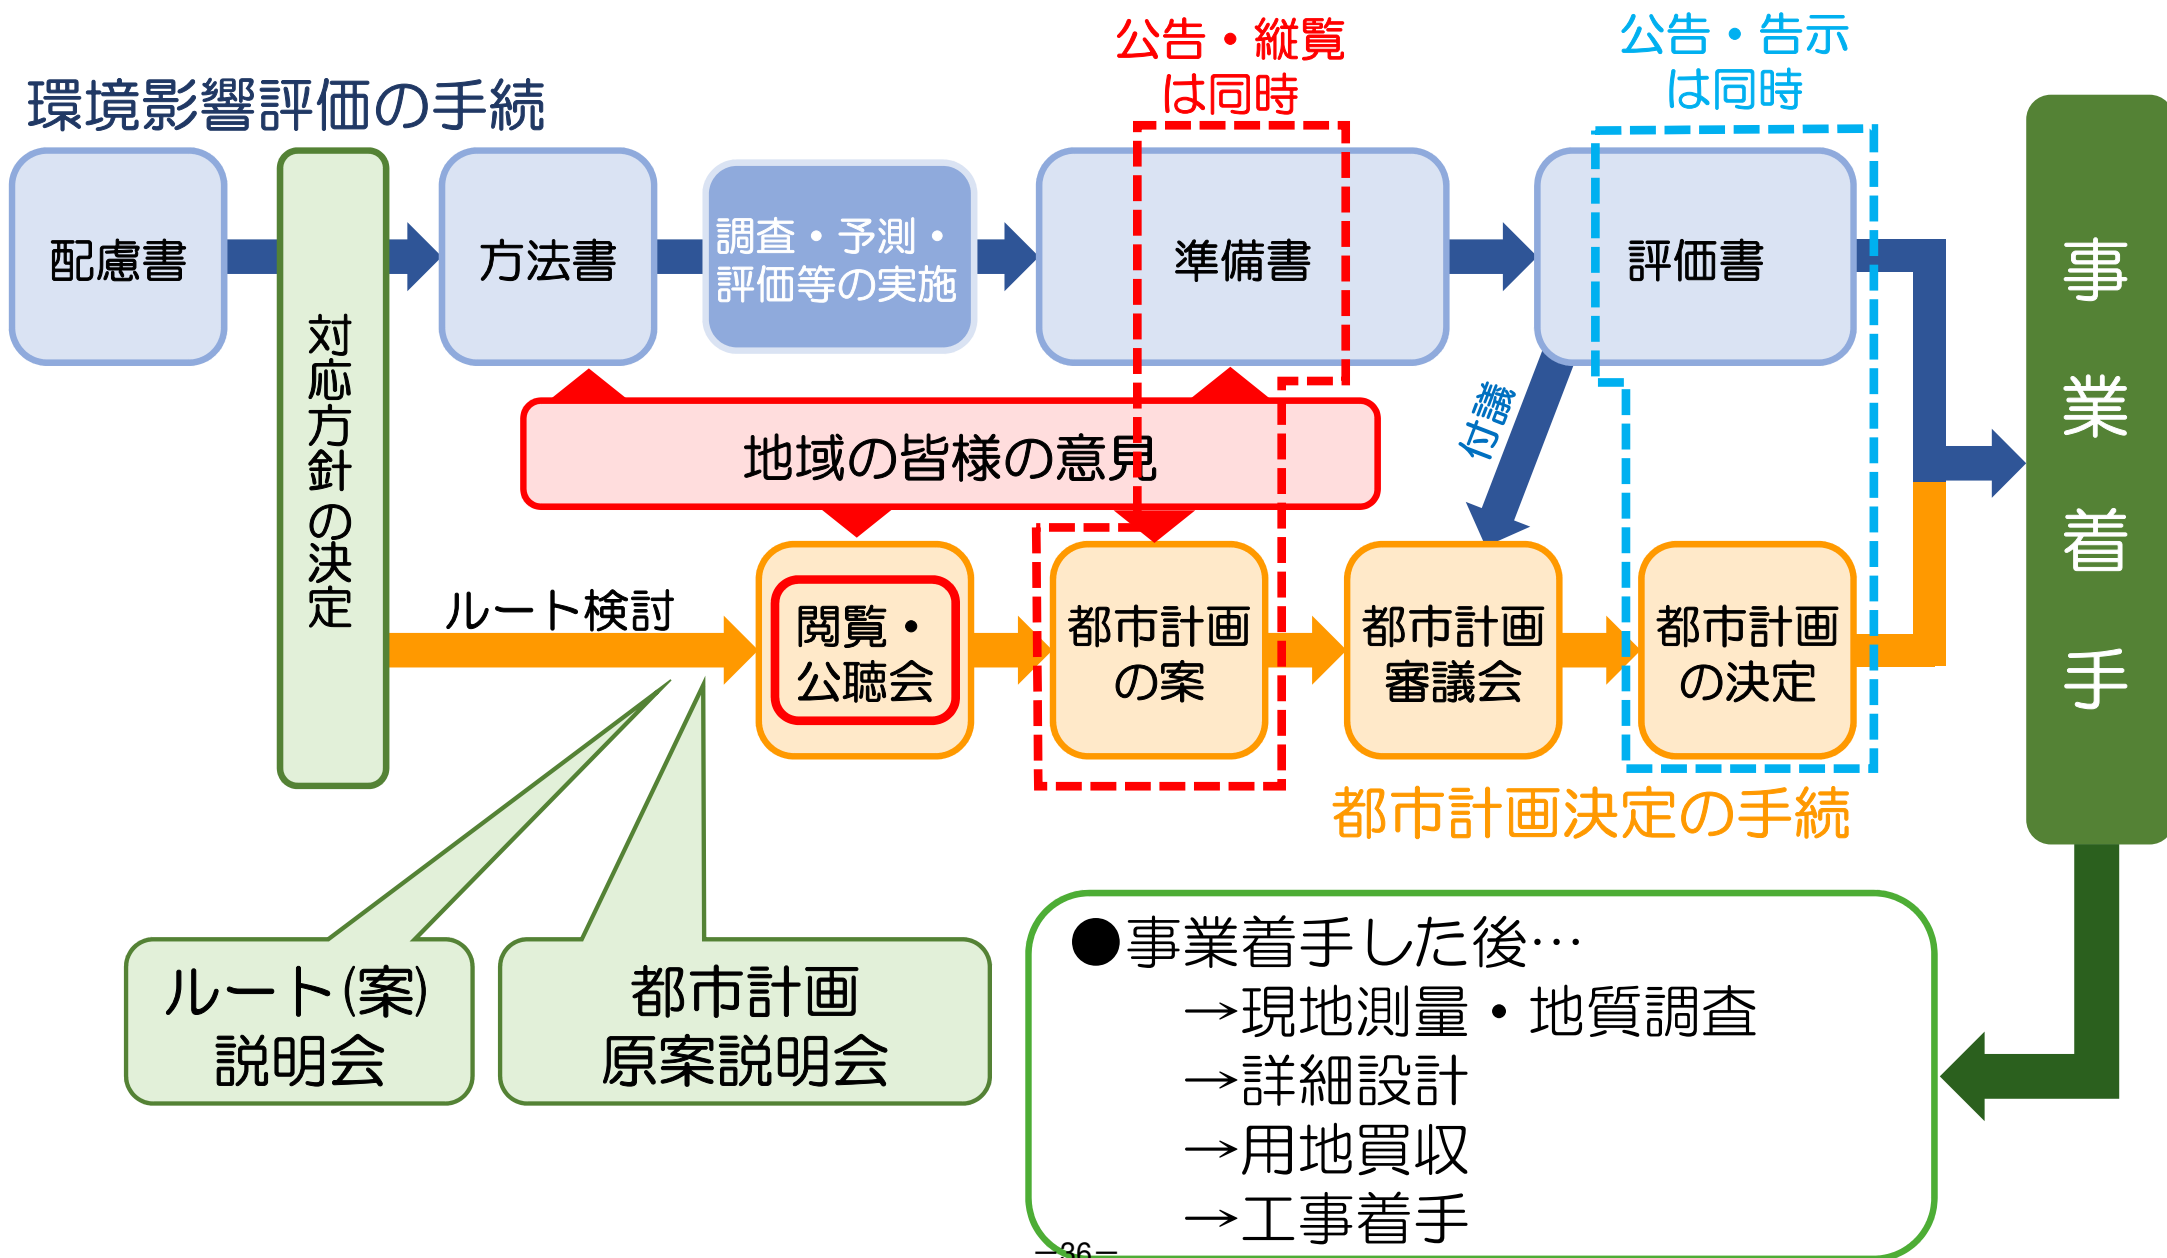 公告・縦覧
は同時
公告・告示
は同時
環境影響評価の手続
配慮書
対応方針の決定
方法書
調査・予測・
評価等の実施
準備書
評価書
事業着手
付議
地域の皆様の意見
ルート検討
閲覧・
公聴会
都市計画
の案
都市計画
審議会
都市計画
の決定
都市計画決定の手続
ルート(案)
説明会
都市計画
原案説明会
●事業着手した後…
→現地測量・地質調査
→詳細設計
→用地買収
→工事着手
－36－